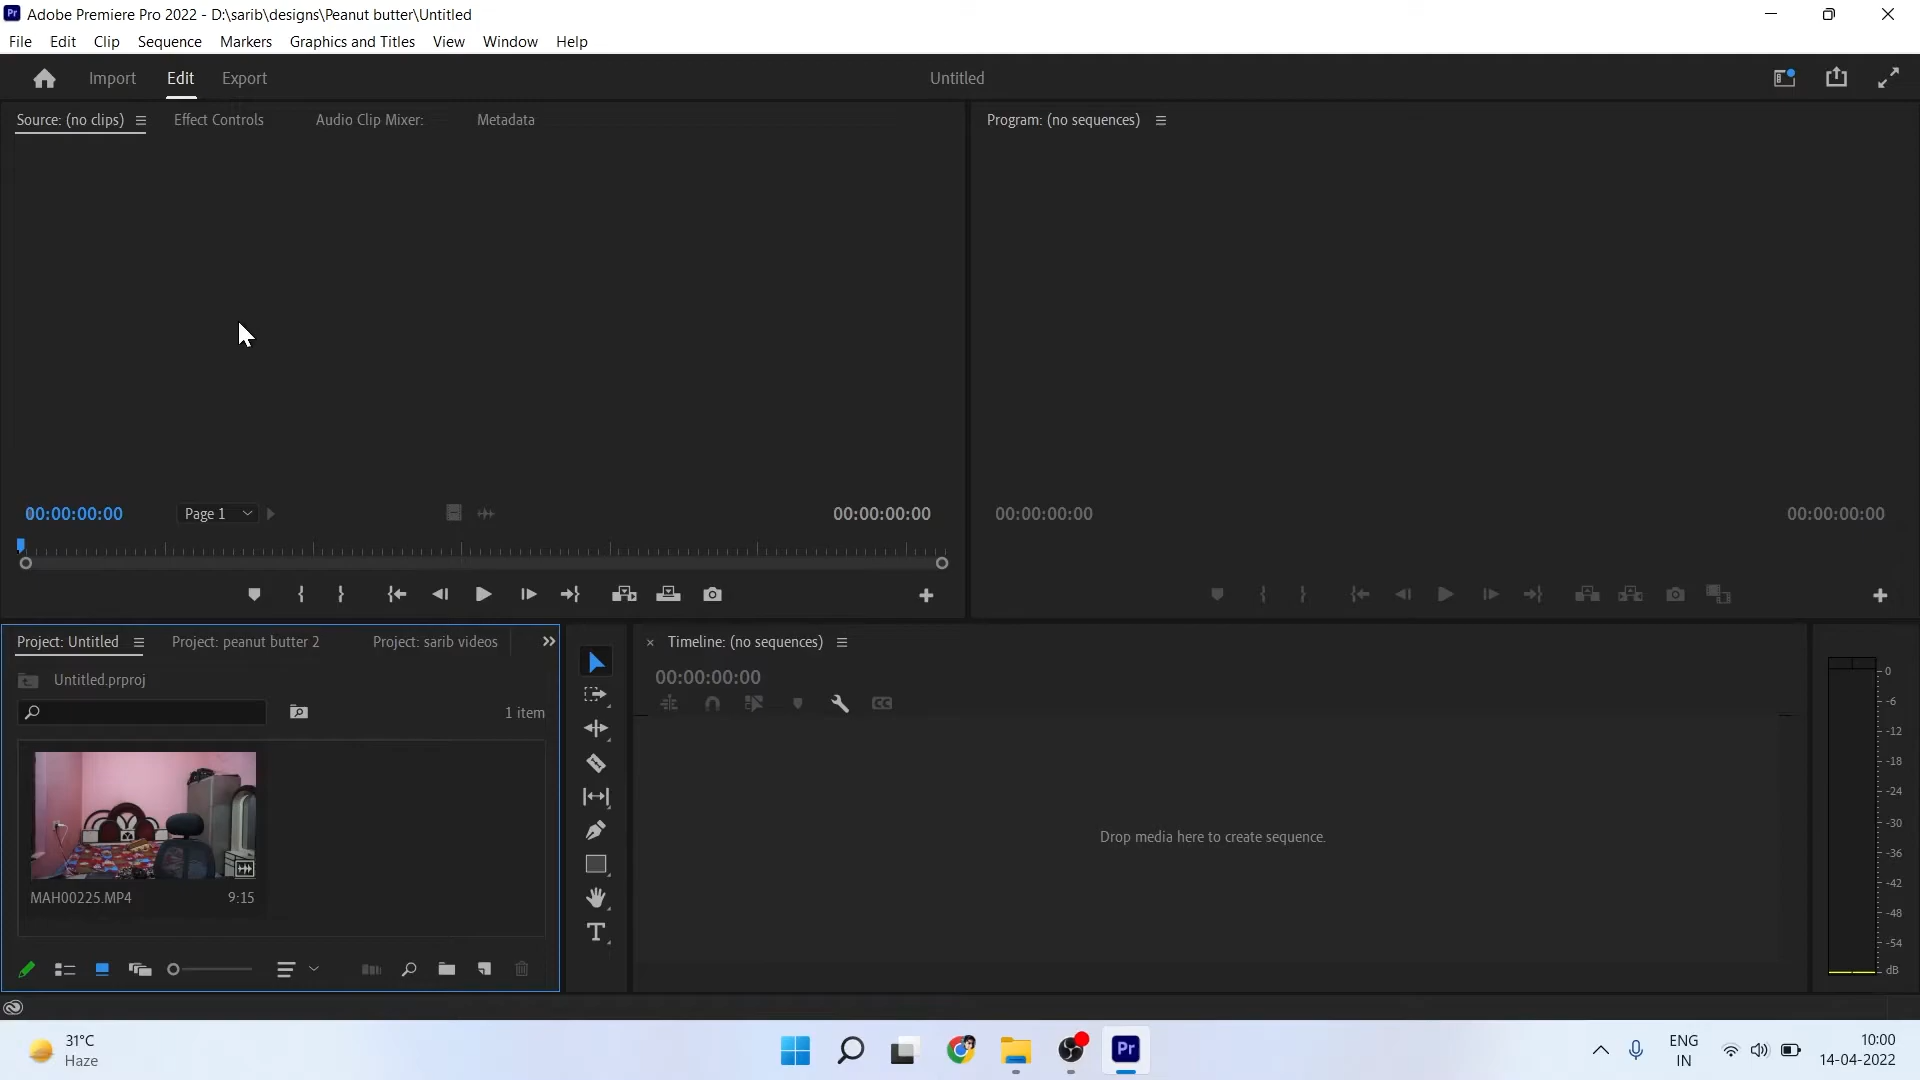 Adobe Premiere Pro 2022 - D:\sarib\designs\Peanut butter\Untitled
File Edit Clip Sequence Markers Graphics and Titles View Window Help
Import Edit Export Untitled
Source: (no clips) Effect Controls Audio Clip Mixer: Metadata Program: (no sequences)
00:00:00:00 Page 1 00:00:00:00 00:00:00:00 00:00:00:00
Project: Untitled Project: peanut butter 2 Project: sarib videos
Untitled.prproj
1 item
MAH00225.MP4 9:15
T
Timeline: (no sequences)
00:00:00:00
CC
Drop media here to create sequence.
0
-6
-12
-18
-24
-30
-36
-42
-48
-54
dB
31°C
Haze
Pr
ENG
IN
10:00
14-04-2022